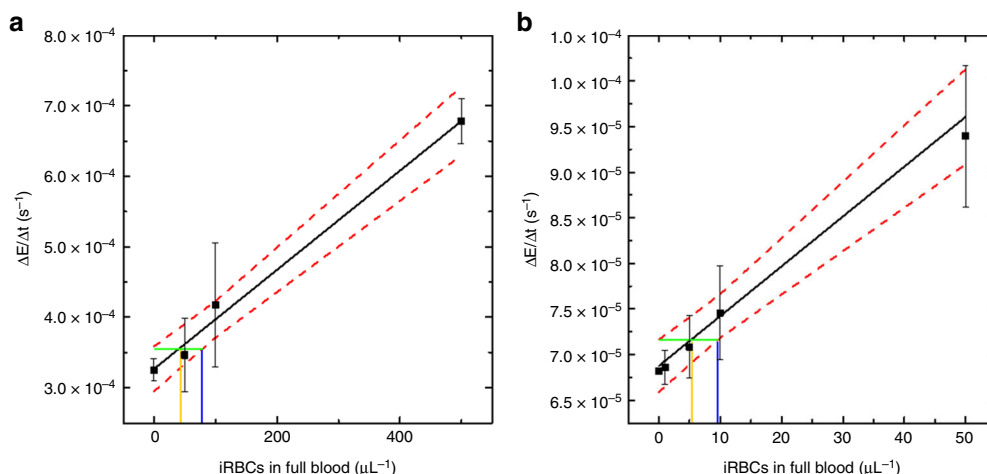 a
8.0 × 10⁻⁴
7.0 × 10⁻⁴
6.0 × 10⁻⁴
5.0 × 10⁻⁴
4.0 × 10⁻⁴
3.0 × 10⁻⁴
ΔE/Δt (s⁻¹)
0
200
400
iRBCs in full blood (μL⁻¹)
b
1.0 × 10⁻⁴
1.0 × 10⁻⁴
9.5 × 10⁻⁵
9.0 × 10⁻⁵
8.5 × 10⁻⁵
8.0 × 10⁻⁵
7.5 × 10⁻⁵
7.0 × 10⁻⁵
6.5 × 10⁻⁵
ΔE/Δt (s⁻¹)
0
10
20
30
40
50
iRBCs in full blood (μL⁻¹)